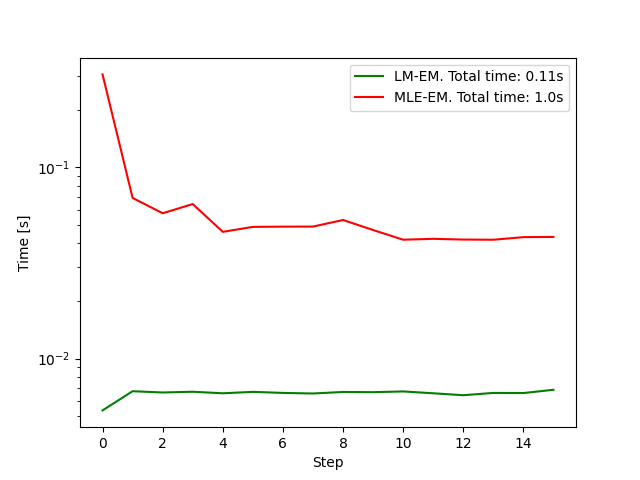 LM-EM. Total time: 0.11s
MLE-EM. Total time: 1.0s
10⁻¹
10⁻²
Time [s]
0 2 4 6 8 10 12 14
Step